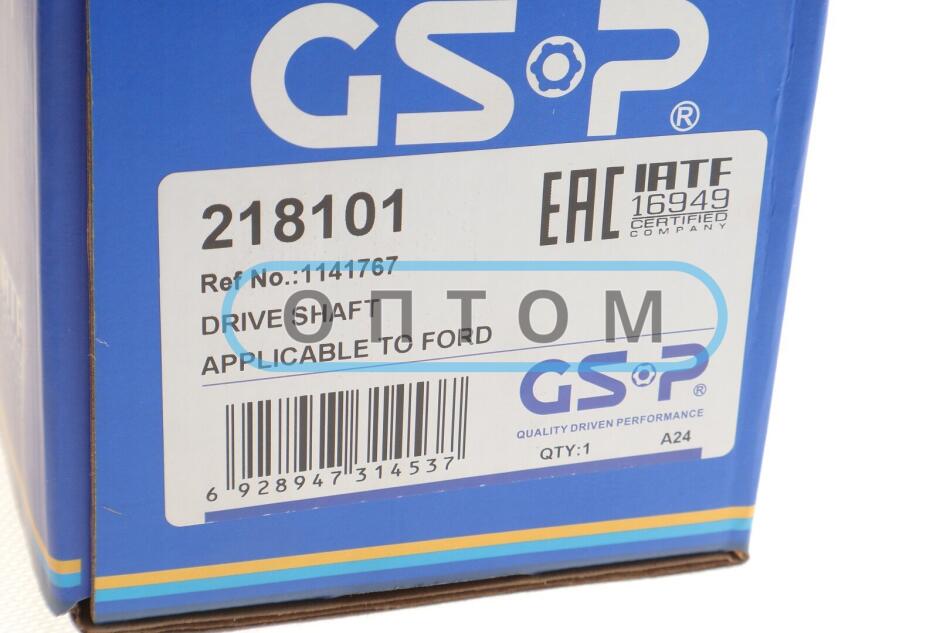 GSP®
218101
EAC
IATF
16949
CERTIFIED
COMPANY
Ref No.:1141767
DRIVE SHAFT
APPLICABLE TO FORD
ОПТОМ
GSP®
QUALITY DRIVEN PERFORMANCE
QTY:1 A24
6 928947 314537